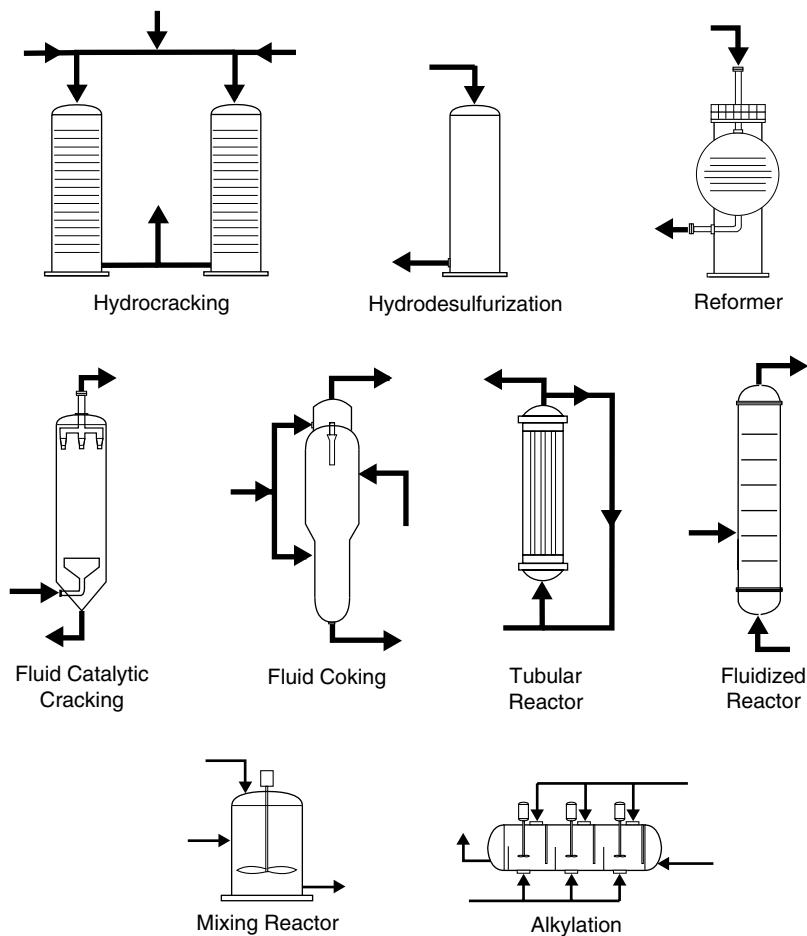 Hydrocracking
Hydrodesulfurization
Reformer
Fluid Catalytic
Cracking
Fluid Coking
Tubular
Reactor
Fluidized
Reactor
Mixing Reactor
Alkylation